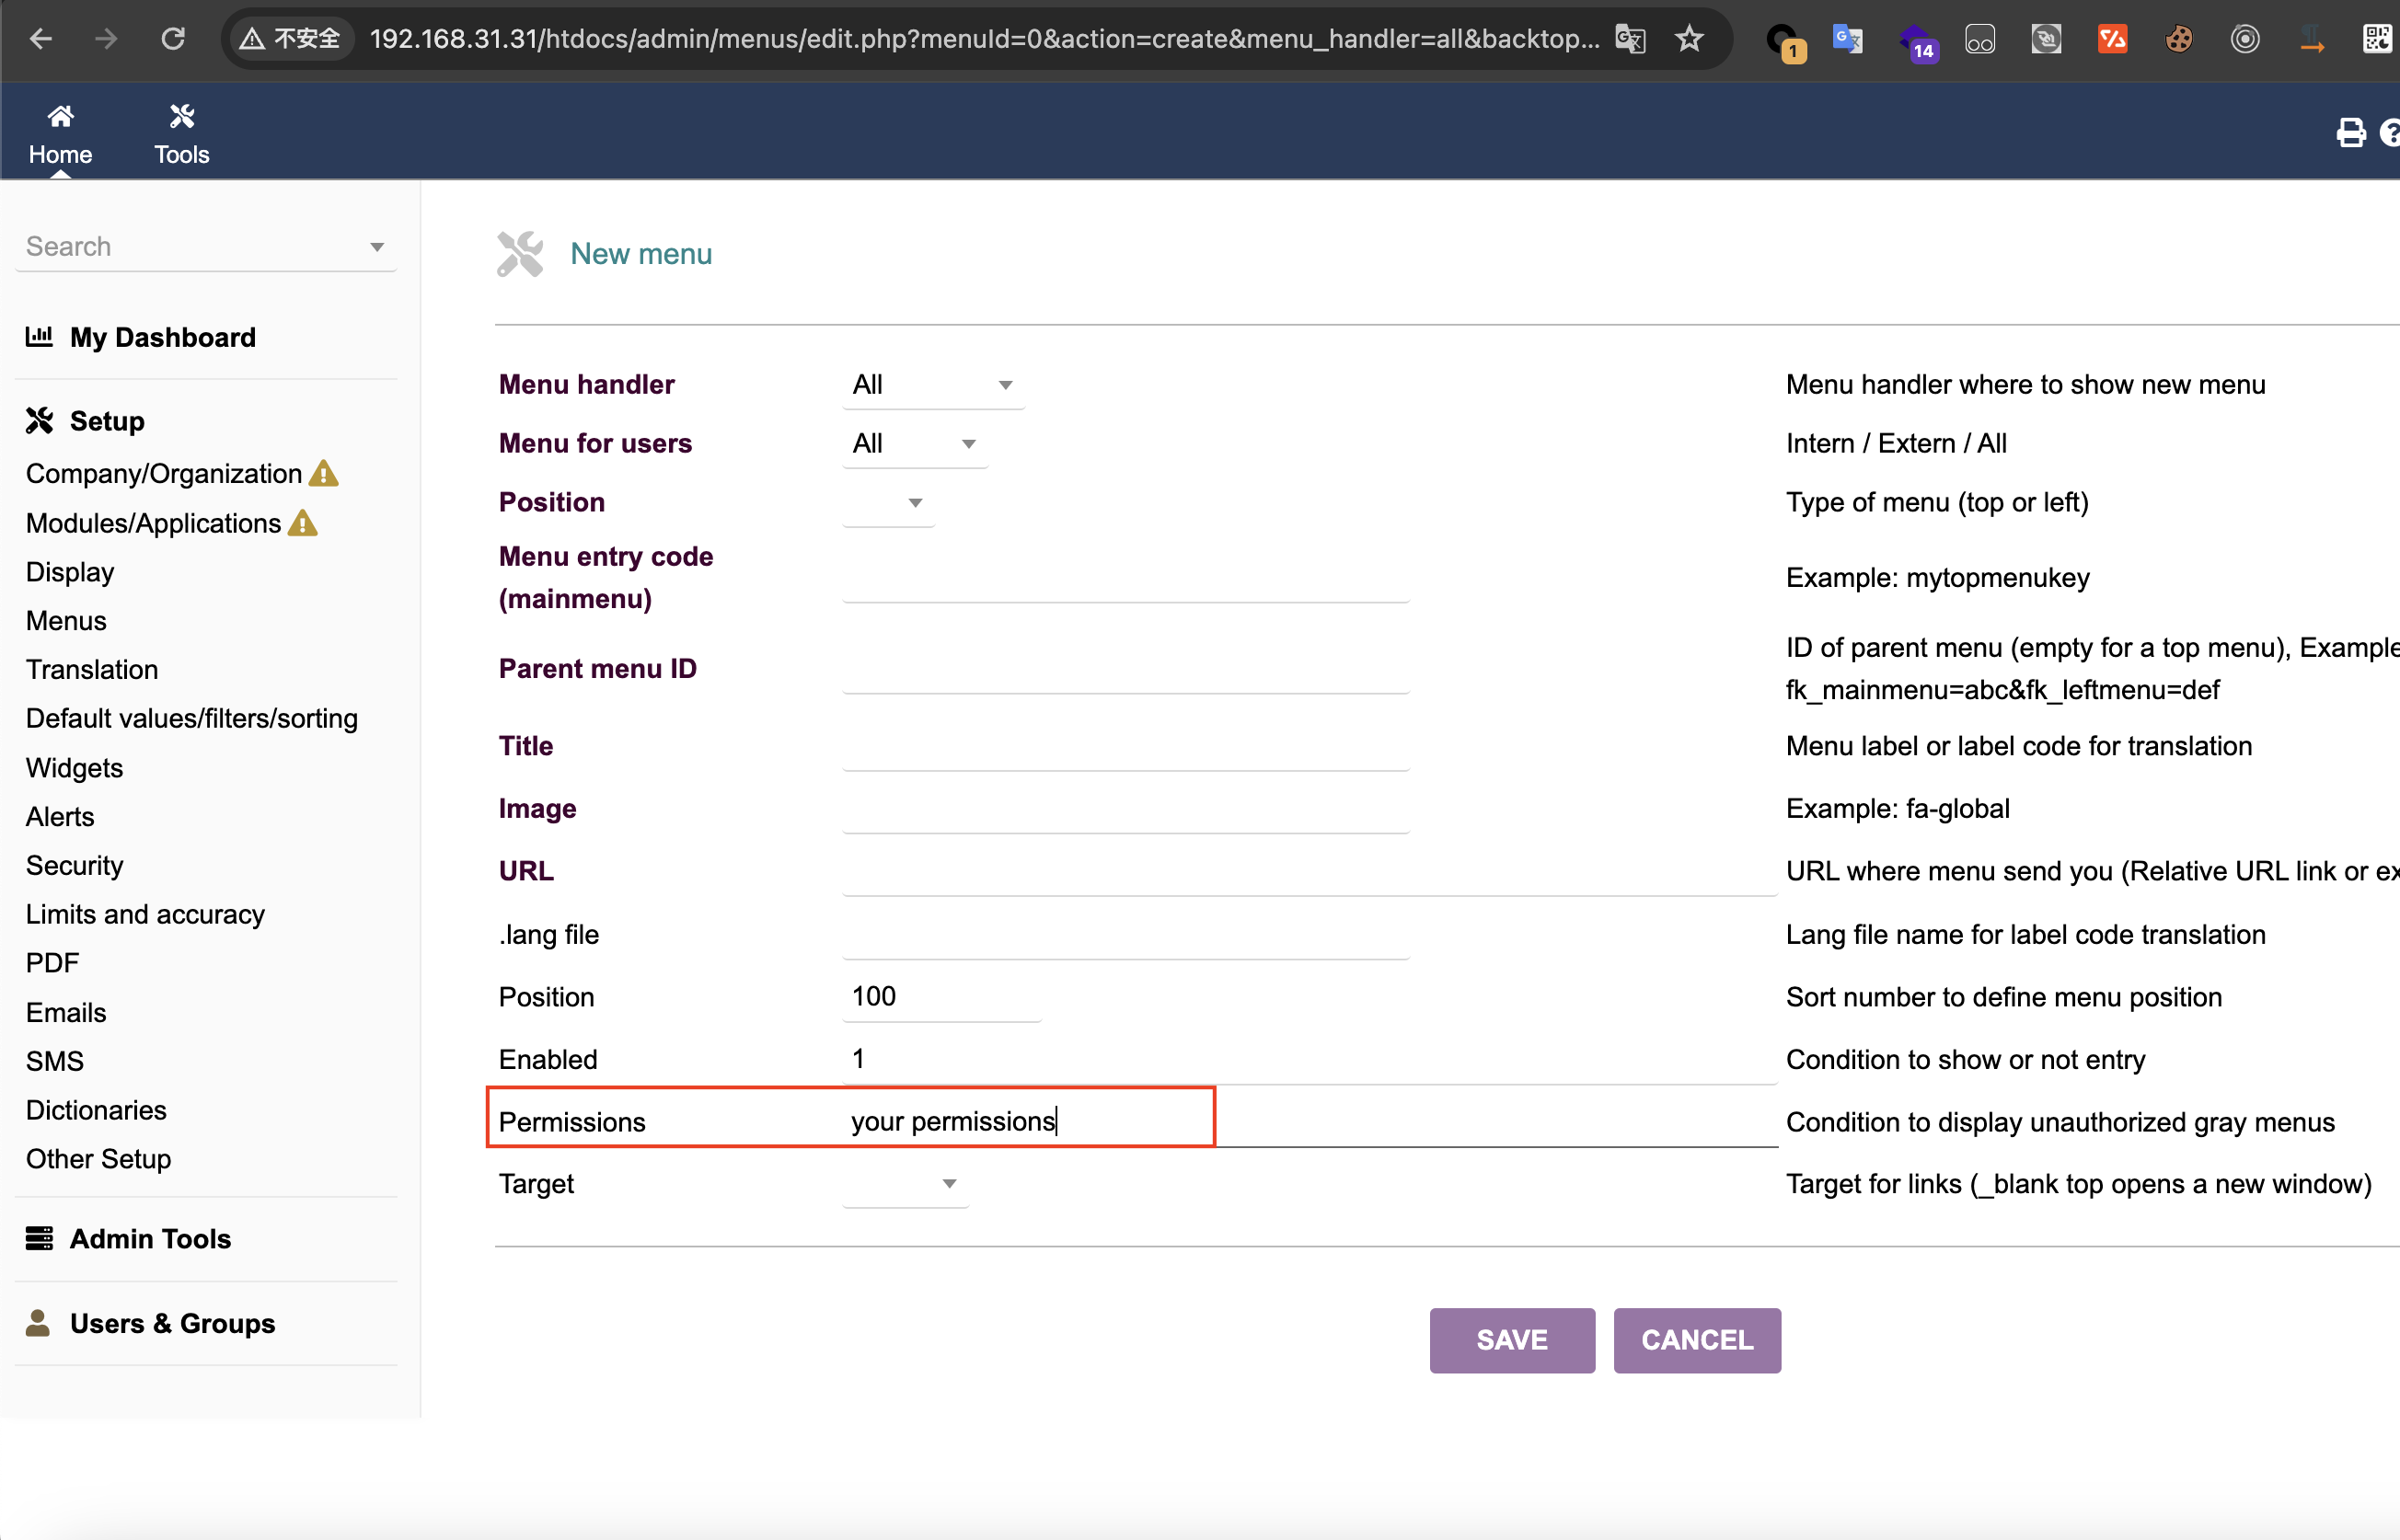 不安全 192.168.31.31/htdocs/admin/menus/edit.php?menuId=0&action=create&menu_handler=all&backtop...
1
14
Home
Tools
Search
My Dashboard
Setup
Company/Organization
Modules/Applications
Display
Menus
Translation
Default values/filters/sorting
Widgets
Alerts
Security
Limits and accuracy
PDF
Emails
SMS
Dictionaries
Other Setup
Admin Tools
Users & Groups
New menu
Menu handler All Menu handler where to show new menu
Menu for users All Intern / Extern / All
Position Type of menu (top or left)
Menu entry code
(mainmenu) Example: mytopmenukey
Parent menu ID ID of parent menu (empty for a top menu), Example
fk_mainmenu=abc&fk_leftmenu=def
Title Menu label or label code for translation
Image Example: fa-global
URL URL where menu send you (Relative URL link or ex
.lang file Lang file name for label code translation
Position 100 Sort number to define menu position
Enabled 1 Condition to show or not entry
Permissions your permissions Condition to display unauthorized gray menus
Target Target for links (_blank top opens a new window)
SAVE CANCEL